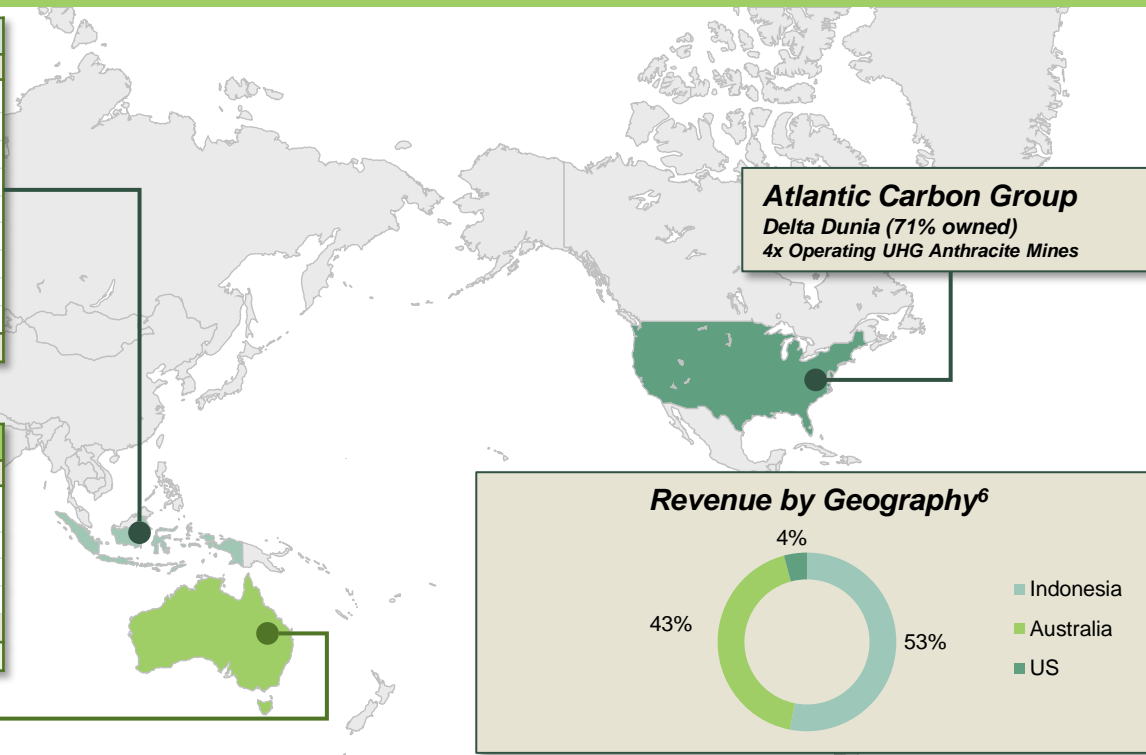 Atlantic Carbon Group
Delta Dunia (71% owned)
4x Operating UHG Anthracite Mines
Revenue by Geography⁶
4%
43%
53%
Indonesia
Australia
US